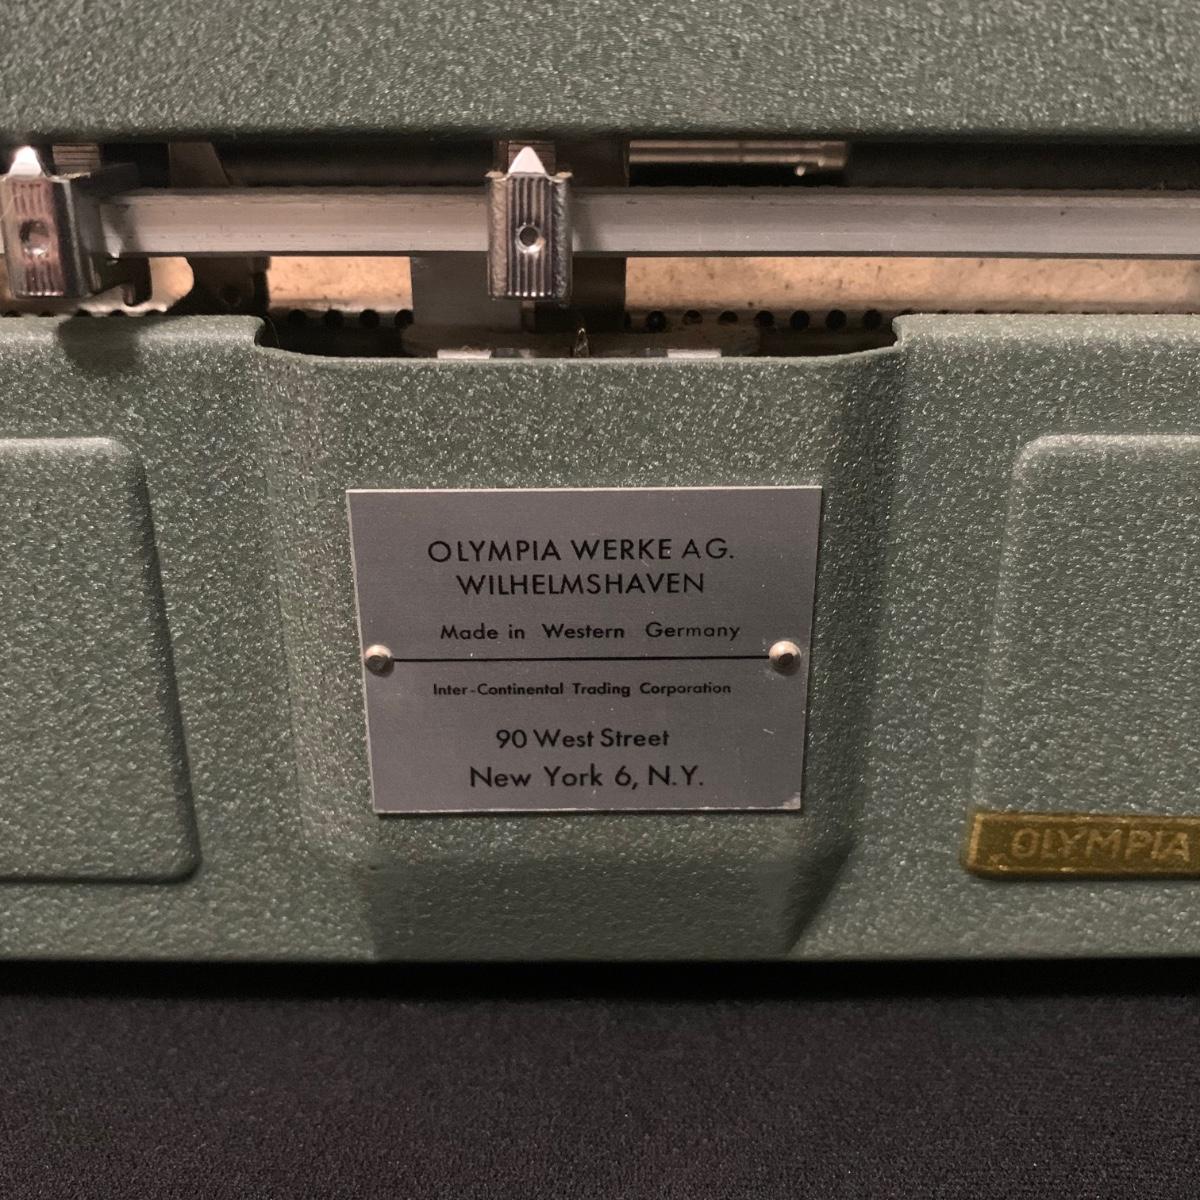 OLYMPIA WERKE AG.
WILHELMSHAVEN
Made in Western Germany
Inter-Continental Trading Corporation
90 West Street
New York 6, N.Y.
OLYMPIA